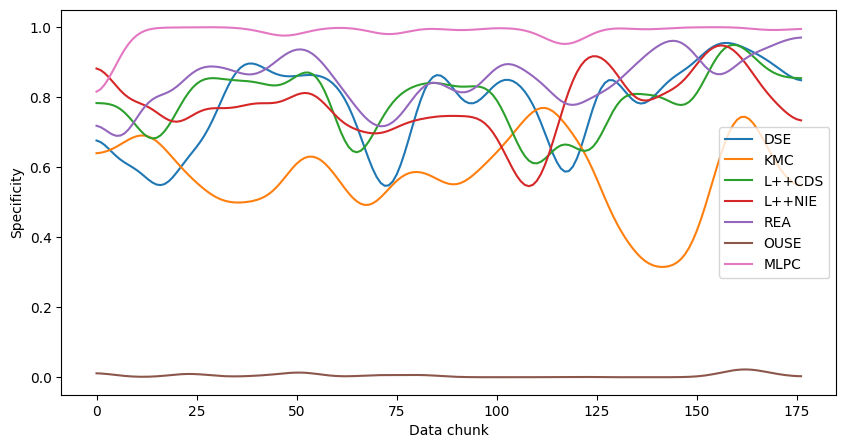 1.0
0.8
0.6
0.4
0.2
0.0
Specificity
0
25
50
75
100
125
150
175
Data chunk
DSE
KMC
L++CDS
L++NIE
REA
OUSE
MLPC